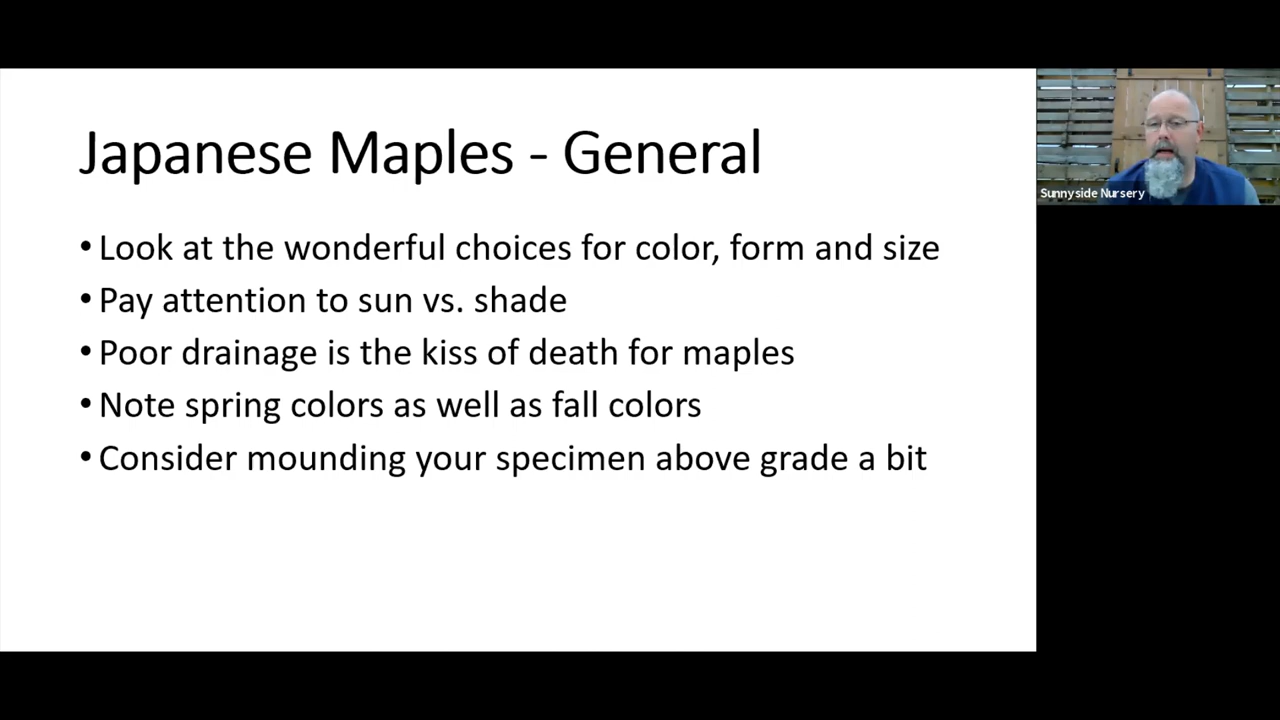 Japanese Maples - General
• Look at the wonderful choices for color, form and size
• Pay attention to sun vs. shade
• Poor drainage is the kiss of death for maples
• Note spring colors as well as fall colors
• Consider mounding your specimen above grade a bit
Sunnyside Nursery